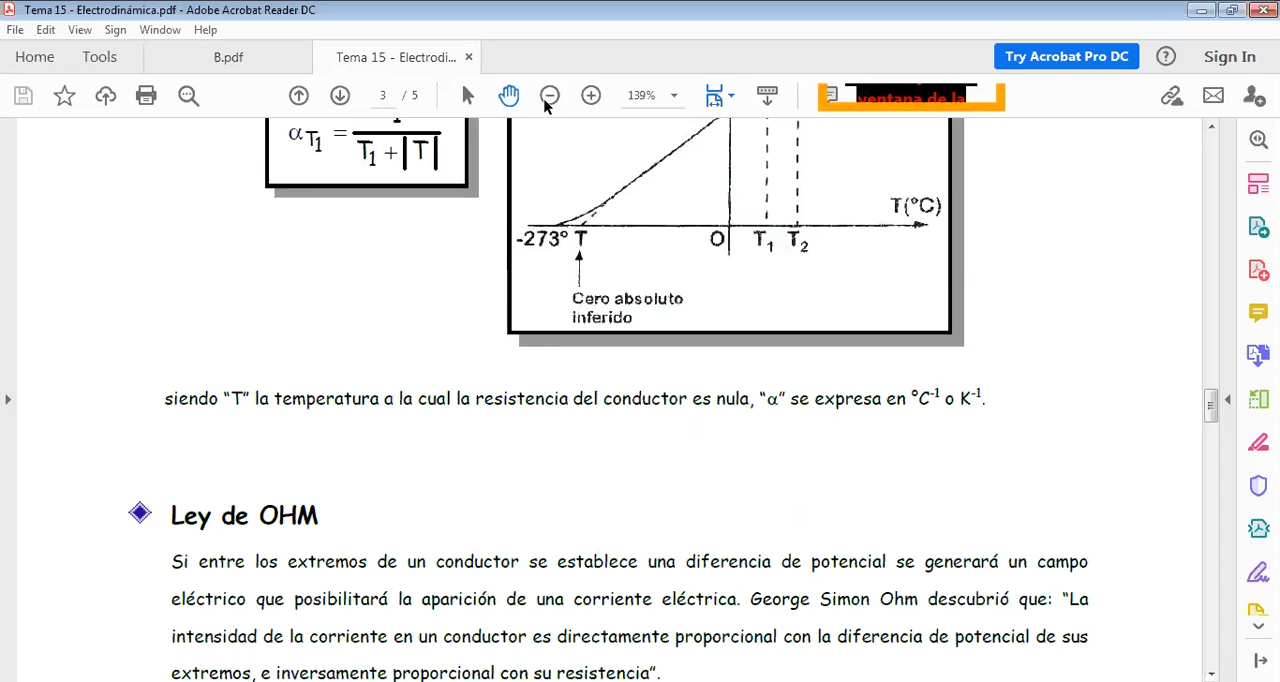 Tema 15 - Electrodinámica.pdf - Adobe Acrobat Reader DC
File Edit View Sign Window Help
Home Tools B.pdf Tema 15 - Electrodi... × Try Acrobat Pro DC ? Sign In
3 / 5 139% ventana de la
α T1 = 1 / T1 + |T|
T(°C)
-273° T O T1 T2
Cero absoluto
inferido
siendo “T” la temperatura a la cual la resistencia del conductor es nula, “α” se expresa en °C-1 o K-1.
Ley de OHM
Si entre los extremos de un conductor se establece una diferencia de potencial se generará un campo
eléctrico que posibilitará la aparición de una corriente eléctrica. George Simon Ohm descubrió que: “La
intensidad de la corriente en un conductor es directamente proporcional con la diferencia de potencial de sus
extremos, e inversamente proporcional con su resistencia”.